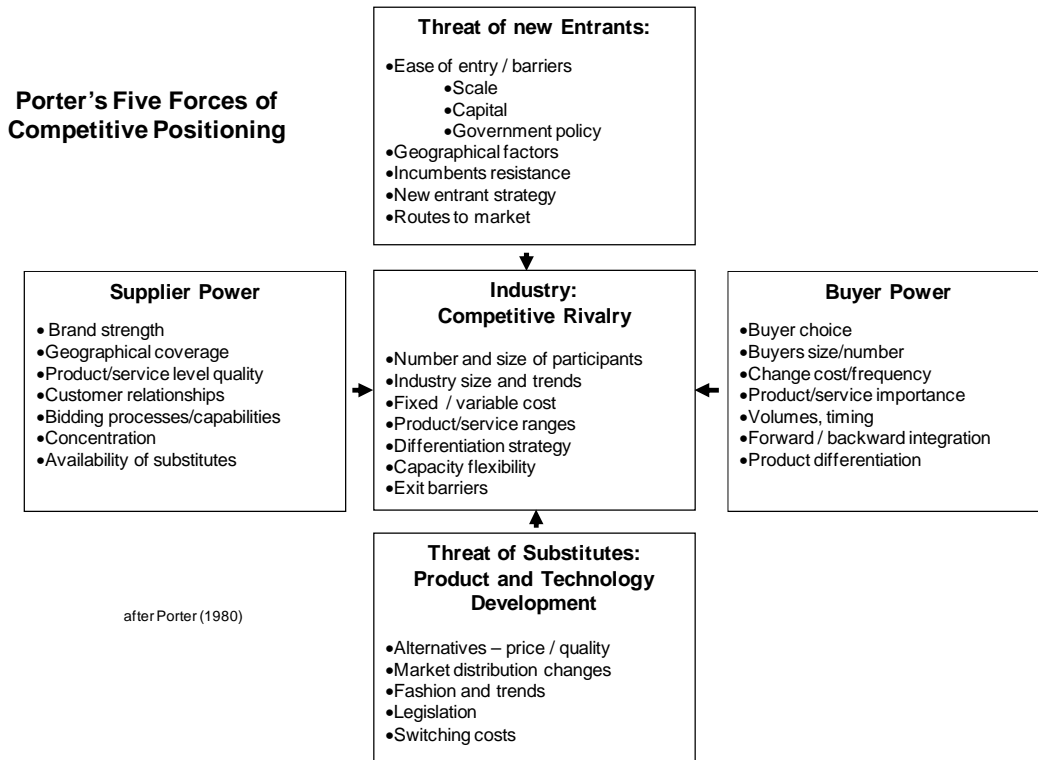 Porter's Five Forces of
Competitive Positioning
Threat of new Entrants:
•Ease of entry / barriers
•Scale
•Capital
•Government policy
•Geographical factors
•Incumbents resistance
•New entrant strategy
•Routes to market
Supplier Power
• Brand strength
•Geographical coverage
•Product/service level quality
•Customer relationships
•Bidding processes/capabilities
•Concentration
•Availability of substitutes
Industry:
Competitive Rivalry
•Number and size of participants
•Industry size and trends
•Fixed / variable cost
•Product/service ranges
•Differentiation strategy
•Capacity flexibility
•Exit barriers
Buyer Power
•Buyer choice
•Buyers size/number
•Change cost/frequency
•Product/service importance
•Volumes, timing
•Forward / backward integration
•Product differentiation
Threat of Substitutes:
Product and Technology
Development
•Alternatives – price / quality
•Market distribution changes
•Fashion and trends
•Legislation
•Switching costs
after Porter (1980)